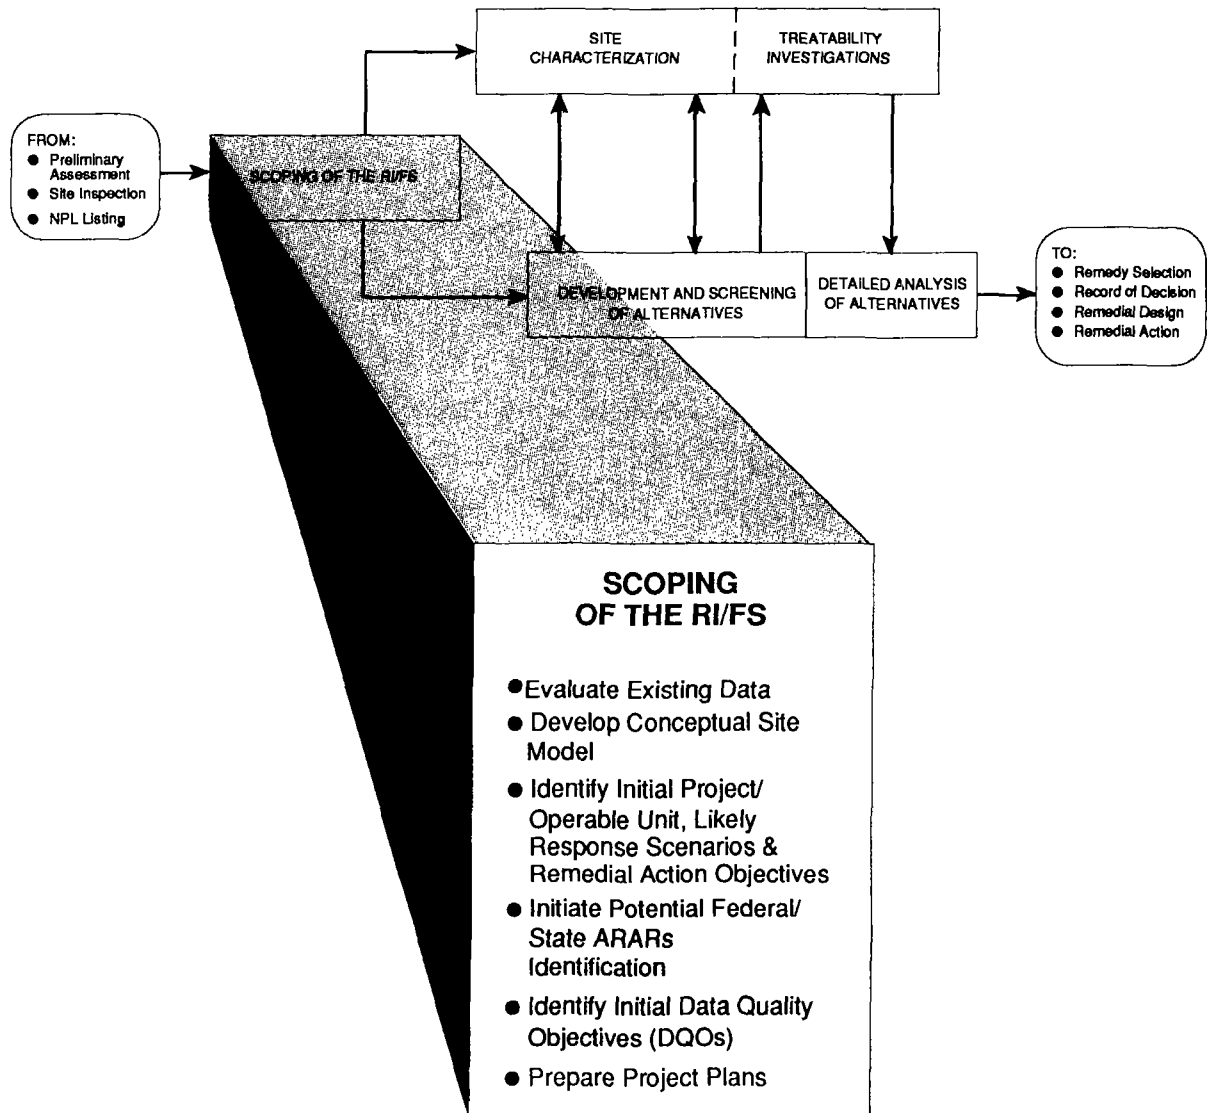 SITE
CHARACTERIZATION
TREATABILITY
INVESTIGATIONS
FROM:
● Preliminary
Assessment
● Site Inspection
● NPL Listing
SCOPING OF THE RI/FS
DEVELOPMENT AND SCREENING
OF ALTERNATIVES
DETAILED ANALYSIS
OF ALTERNATIVES
TO:
● Remedy Selection
● Record of Decision
● Remedial Design
● Remedial Action
SCOPING
OF THE RI/FS
● Evaluate Existing Data
● Develop Conceptual Site
Model
● Identify Initial Project/
Operable Unit, Likely
Response Scenarios &
Remedial Action Objectives
● Initiate Potential Federal/
State ARARs
Identification
● Identify Initial Data Quality
Objectives (DQOs)
● Prepare Project Plans